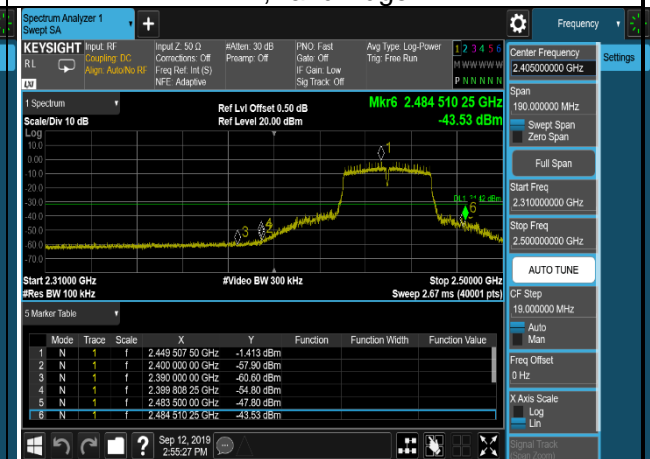 Spectrum Analyzer 1
Swept SA
Frequency
KEYSIGHT
R L
LXI
Input: RF
Coupling: DC
Align: Auto/No RF
Input Z: 50 Ω
Corrections: Off
Freq Ref: Int (S)
NFE: Adaptive
#Atten: 30 dB
Preamp: Off
PNO: Fast
Gate: Off
IF Gain: Low
Sig Track: Off
Avg Type: Log-Power
Trig: Free Run
1 2 3 4 5 6
M W W W W W
P N N N N N
1 Spectrum
Scale/Div 10 dB
Ref Lvl Offset 0.50 dB
Ref Level 20.00 dBm
Mkr6 2.484 510 25 GHz
-43.53 dBm
Log
10.0
0.00
-10.0
-20.0
-30.0
-40.0
-50.0
-60.0
-70.0
1
3
4
6
Start 2.31000 GHz
#Res BW 100 kHz
#Video BW 300 kHz
Stop 2.50000 GHz
Sweep 2.67 ms (40001 pts)
5 Marker Table
Mode Trace Scale X Y Function Function Width Function Value
1 N 1 f 2.449 507 50 GHz -1.413 dBm
2 N 1 f 2.400 000 00 GHz -57.90 dBm
3 N 1 f 2.390 000 00 GHz -60.60 dBm
4 N 1 f 2.389 808 25 GHz -54.80 dBm
5 N 1 f 2.483 500 00 GHz -47.80 dBm
6 N 1 f 2.484 510 25 GHz -43.53 dBm
Sep 12, 2019
2:55:27 PM
Center Frequency
2.405000000 GHz
Span
190.000000 MHz
Swept Span
Zero Span
Full Span
Start Freq
2.310000000 GHz
Stop Freq
2.500000000 GHz
AUTO TUNE
CF Step
19.000000 MHz
Auto
Man
Freq Offset
0 Hz
X Axis Scale
Log
Lin
Signal Track
(Span Zoom)
Settings